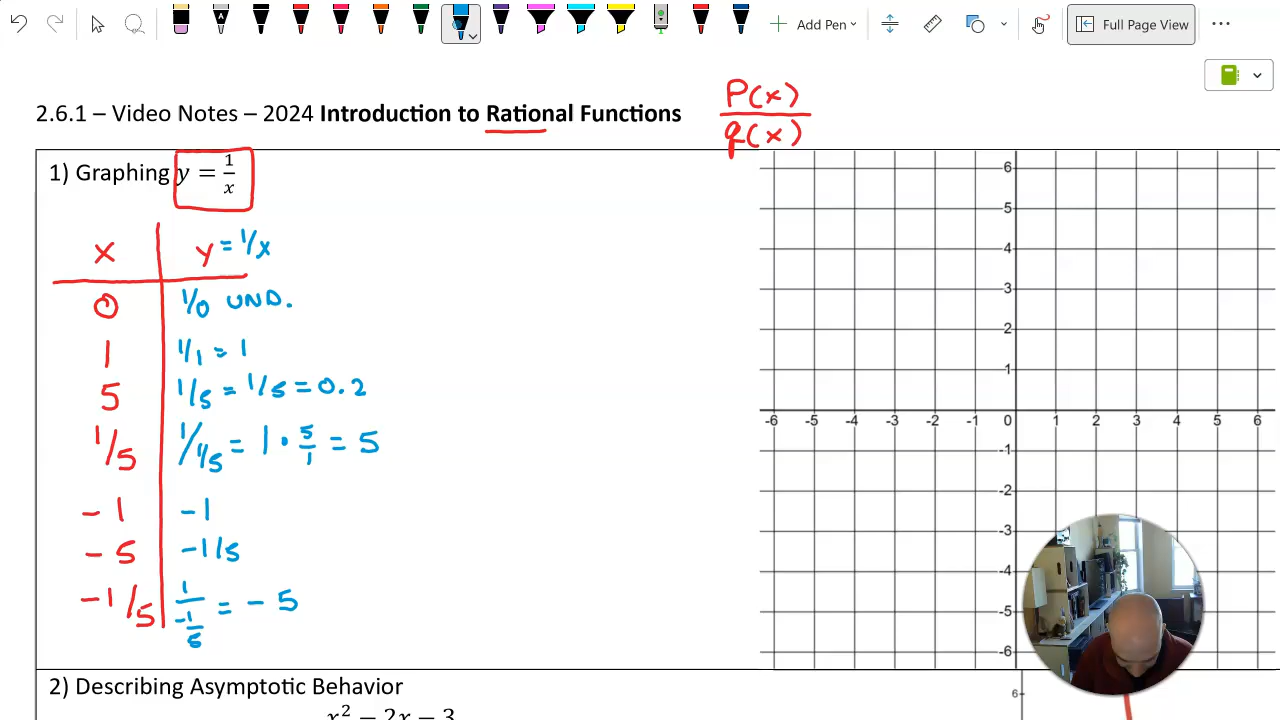 Add Pen
Full Page View
2.6.1 – Video Notes – 2024 Introduction to Rational Functions
P(x)
q(x)
1) Graphing y = 1/x
x y = 1/x
0 1/0 UND.
1 1/1 = 1
5 1/5 = 1/5 = 0.2
1/5 1/1/5 = 1 · 5/1 = 5
-1 -1
-5 -1/5
-1/5 1/-1/5 = -5
6
5
4
3
2
1
-6 -5 -4 -3 -2 -1 0 1 2 3 4 5 6
-1
-2
-3
-4
-5
-6
2) Describing Asymptotic Behavior
6
x² − 2x − 3